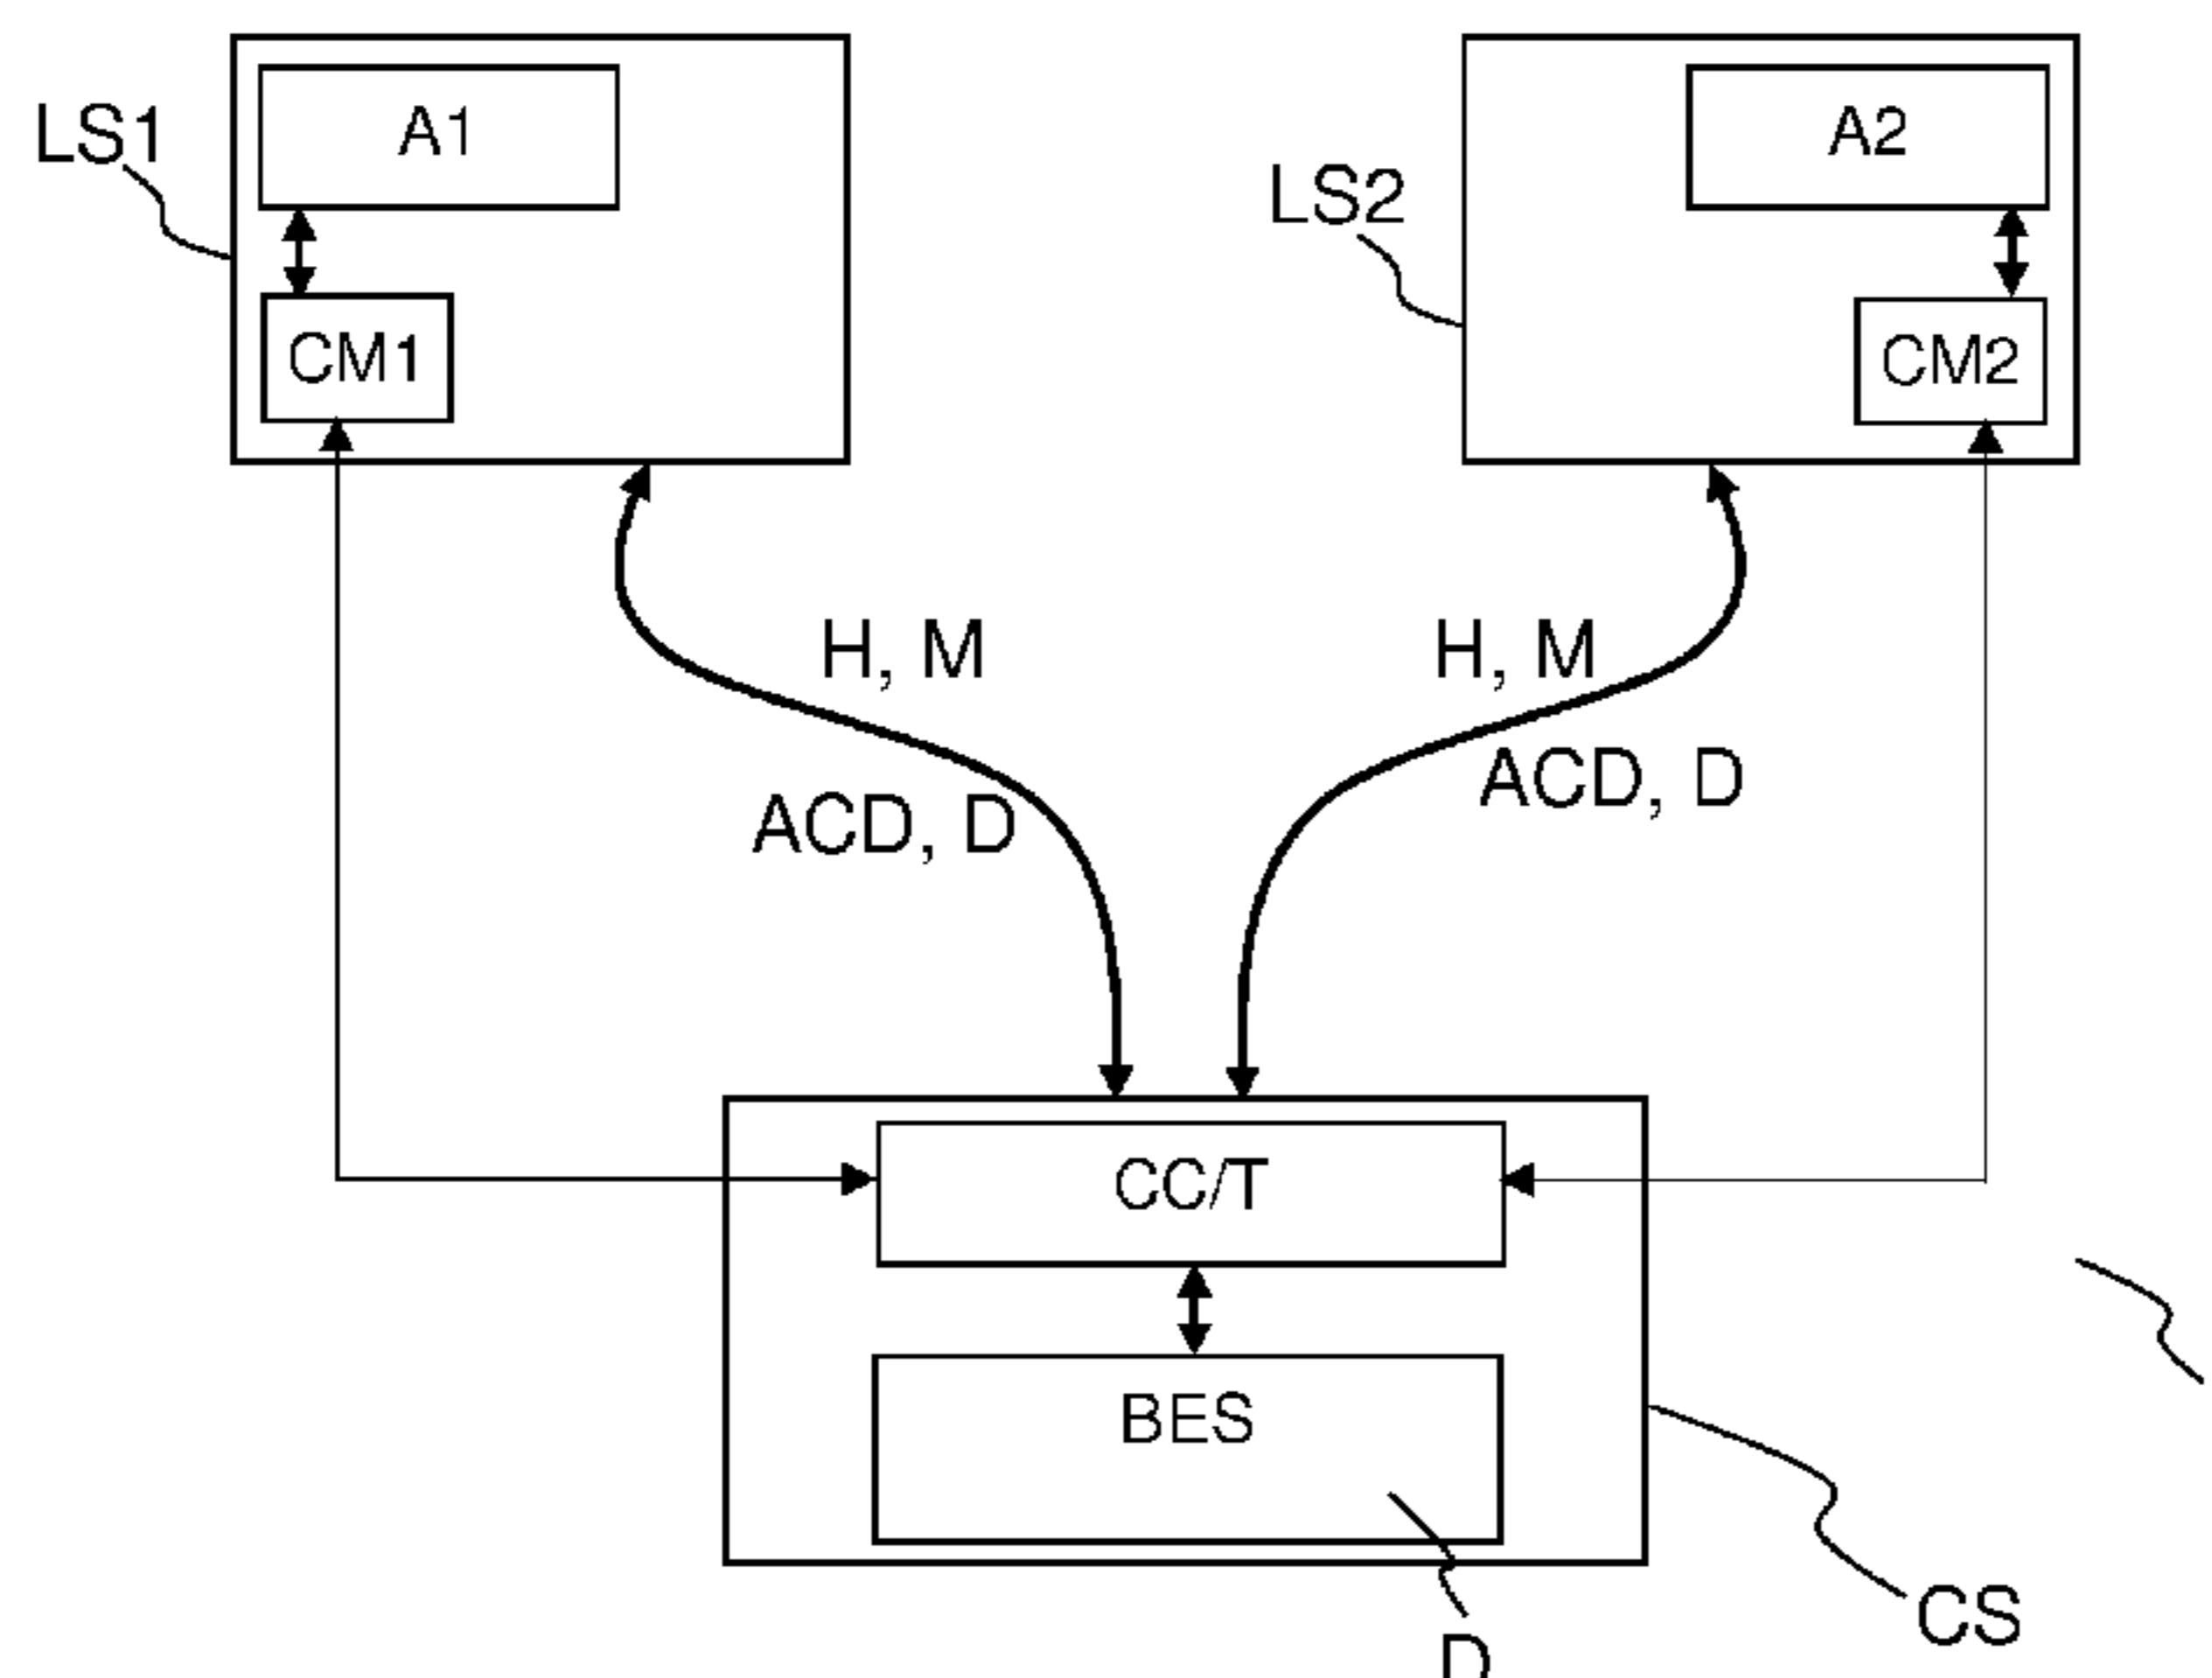 LS1
A1
CM1
LS2
A2
CM2
H, M
ACD, D
H, M
ACD, D
CC/T
BES
CS
D